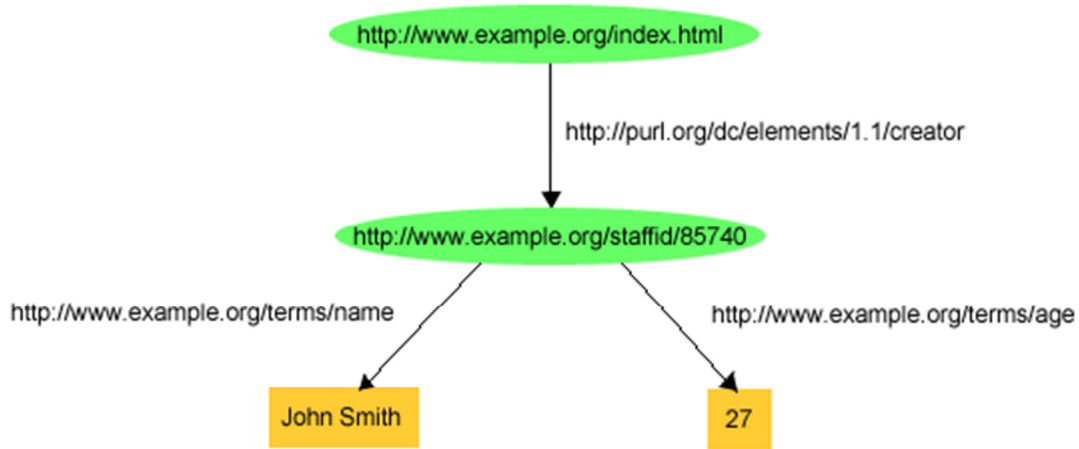 http://www.example.org/index.html
http://purl.org/dc/elements/1.1/creator
http://www.example.org/staffid/85740
http://www.example.org/terms/name
http://www.example.org/terms/age
John Smith
27